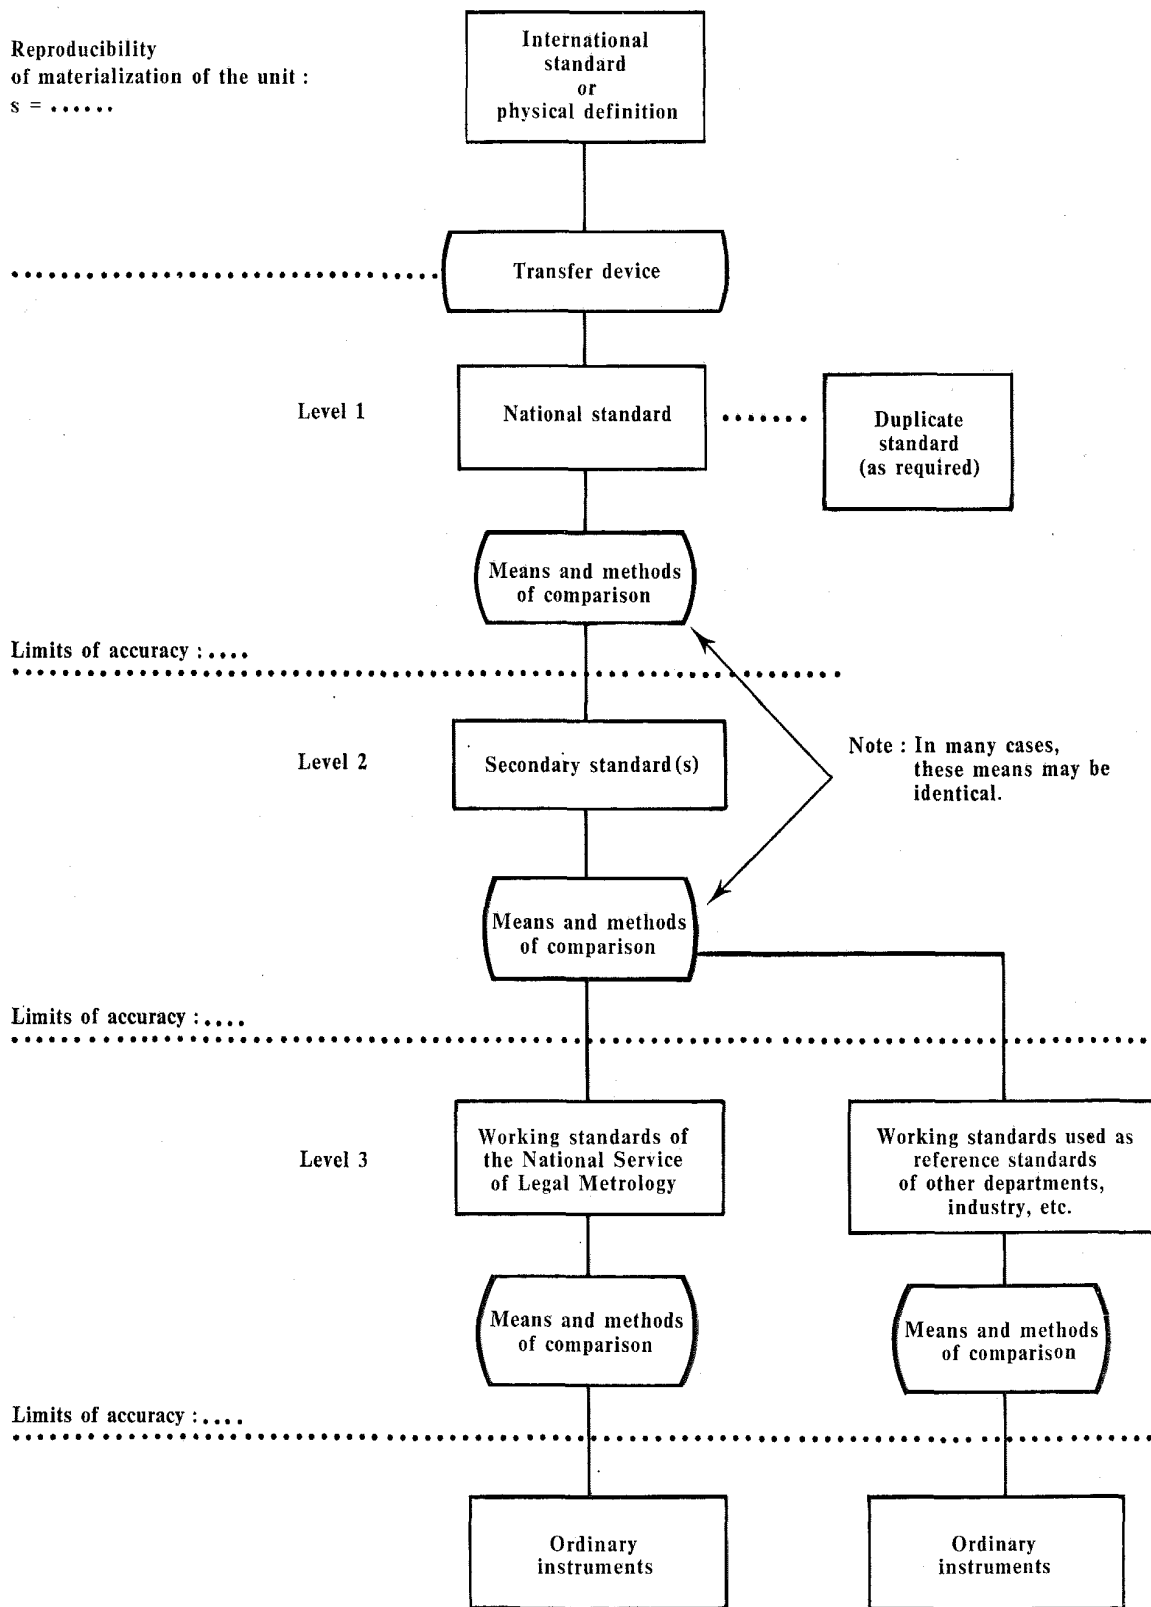 Reproducibility
of materialization of the unit :
s = ......
International
standard
or
physical definition
Transfer device
Level 1
National standard
Duplicate
standard
(as required)
Means and methods
of comparison
Limits of accuracy : ....
Level 2
Secondary standard(s)
Note : In many cases,
these means may be
identical.
Means and methods
of comparison
Limits of accuracy : ....
Level 3
Working standards of
the National Service
of Legal Metrology
Working standards used as
reference standards
of other departments,
industry, etc.
Means and methods
of comparison
Means and methods
of comparison
Limits of accuracy : ....
Ordinary
instruments
Ordinary
instruments